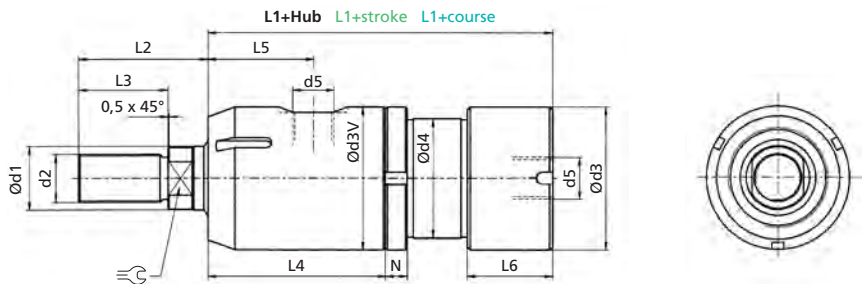 L1+Hub L1+stroke L1+course
L2 L5
L3 d5
0,5 x 45°
Ød1 d2 Ød3V Ød4 d5 Ød3
L4 N L6